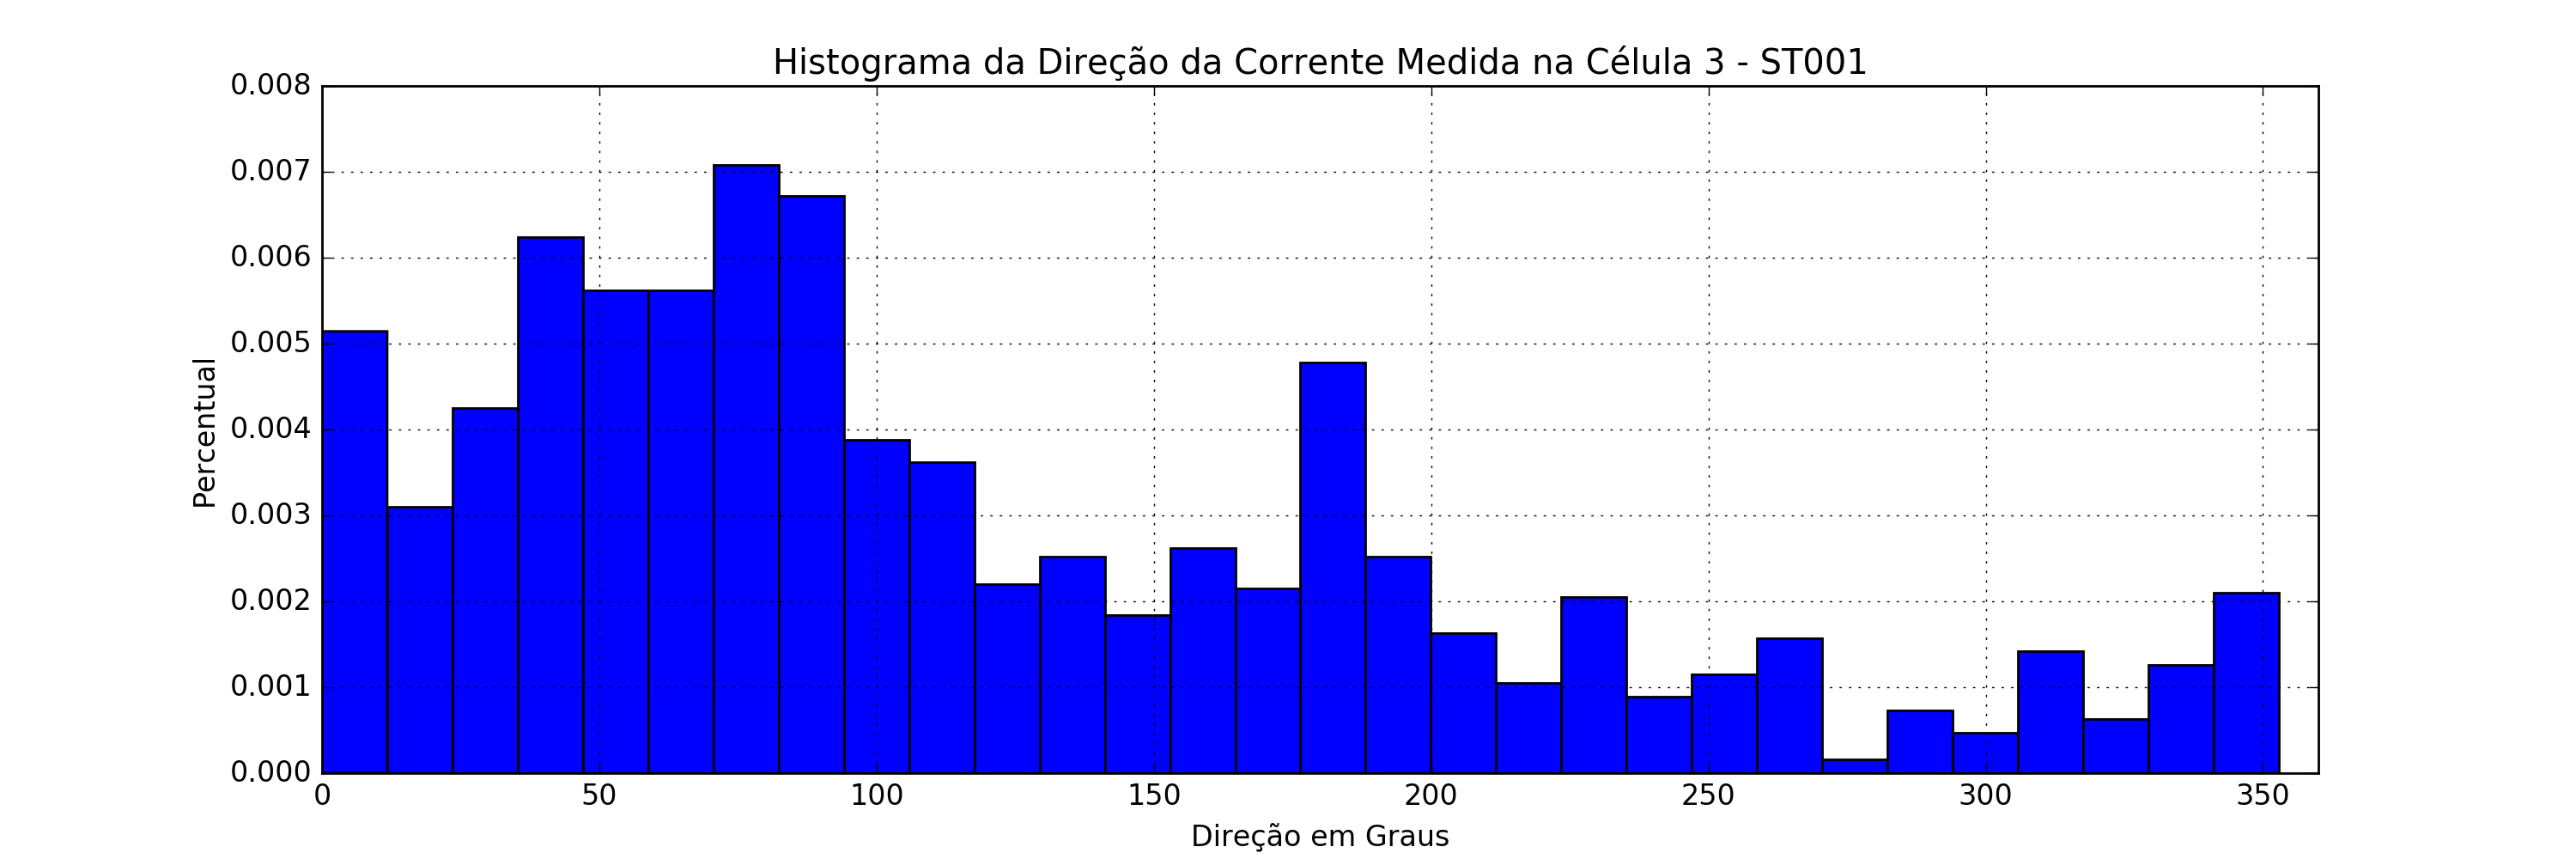 Histograma da Direção da Corrente Medida na Célula 3 - ST001
0.008
0.007
0.006
0.005
0.004
0.003
0.002
0.001
0.000
Percentual
0 50 100 150 200 250 300 350
Direção em Graus